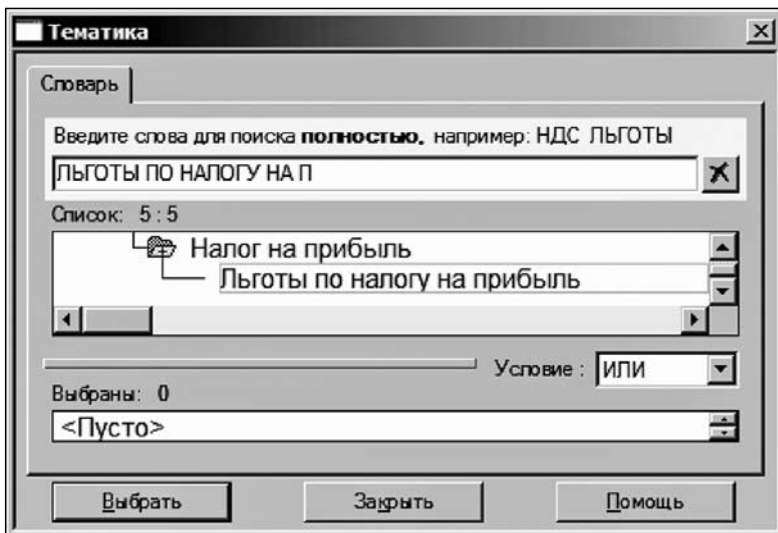 Тематика
Словарь
Введите слова для поиска полностью, например: НДС ЛЬГОТЫ
ЛЬГОТЫ ПО НАЛОГУ НА П
Список: 5 : 5
Налог на прибыль
Льготы по налогу на прибыль
Условие : ИЛИ
Выбраны: 0
<Пусто>
Выбрать Закрыть Помощь